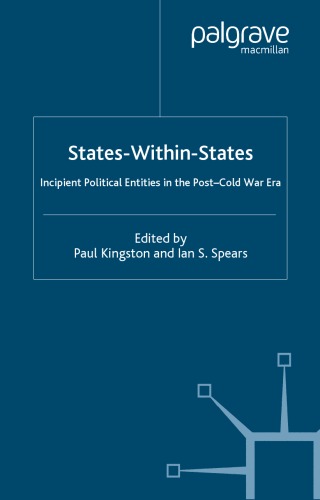 palgrave
macmillan
States-Within-States
Incipient Political Entities in the Post–Cold War Era
Edited by
Paul Kingston and Ian S. Spears